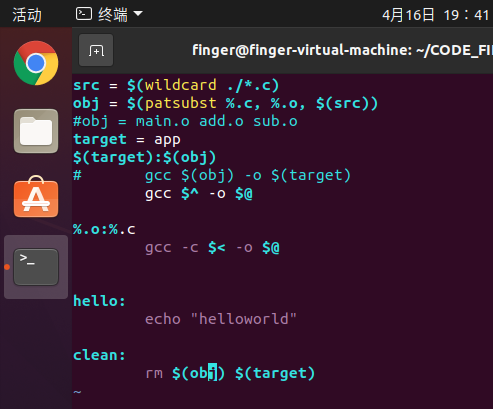 活动 终端 4月16日 19：41
finger@finger-virtual-machine: ~/CODE_FI
src = $(wildcard ./*.c)
obj = $(patsubst %.c, %.o, $(src))
#obj = main.o add.o sub.o
target = app
$(target):$(obj)
#       gcc $(obj) -o $(target)
        gcc $^ -o $@

%.o:%.c
        gcc -c $< -o $@

hello:
        echo "helloworld"

clean:
        rm $(obj) $(target)
~